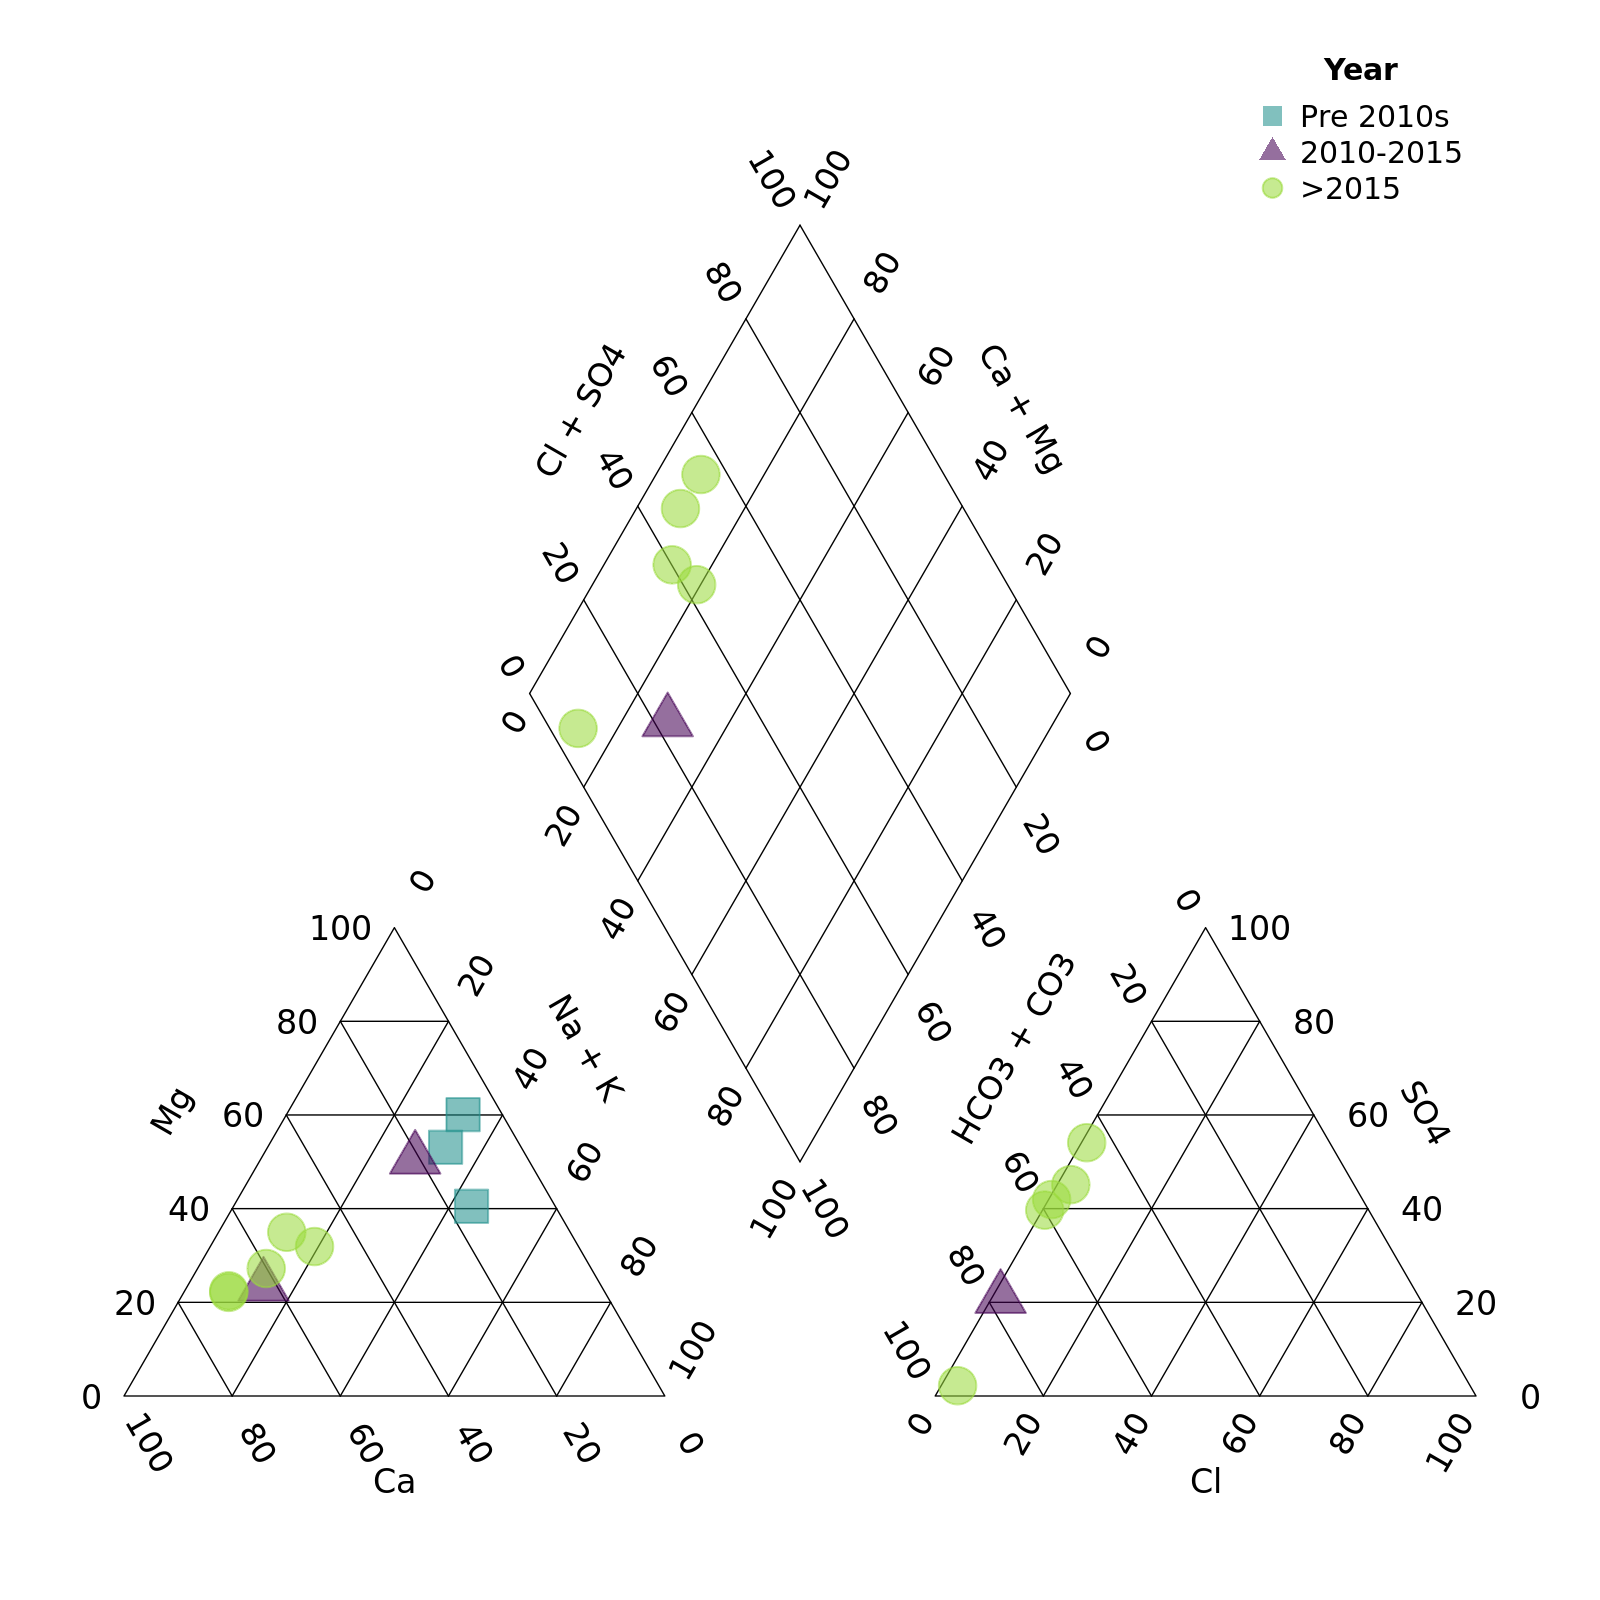 Year
Pre 2010s
2010-2015
>2015
100 100
80 80
60 60
40 40
20 20
0 0
Cl + SO4
Ca + Mg
0 0
20 20
40 40
60 60
80 80
100 100
0
100
80 20
60 40
40 60
20 80
0 100
Mg
Na + K
100 80 60 40 20 0
Ca
0 100
20 80
40 60
60 40
80 20
100 0
HCO3 + CO3
SO4
0 20 40 60 80 100
Cl